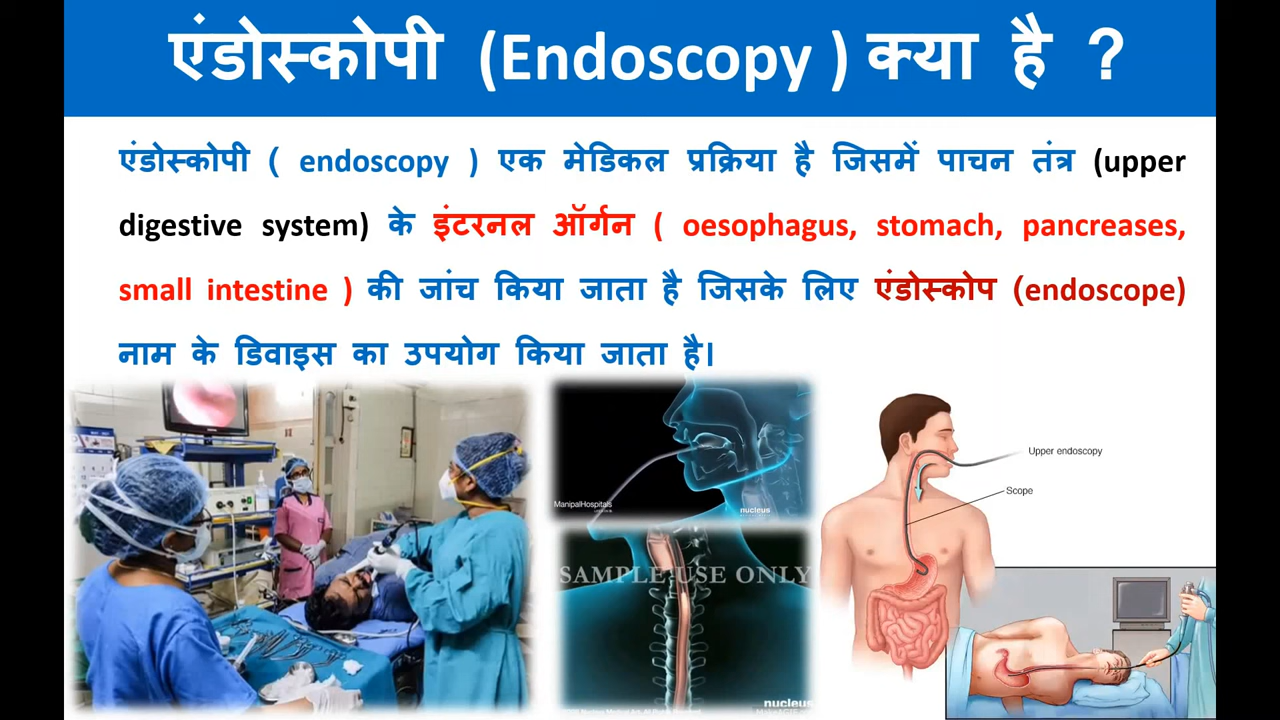 एंडोस्कोपी (Endoscopy ) क्या है ?
एंडोस्कोपी ( endoscopy ) एक मेडिकल प्रक्रिया है जिसमें पाचन तंत्र (upper
digestive system) के इंटरनल ऑर्गन ( oesophagus, stomach, pancreases,
small intestine ) की जांच किया जाता है जिसके लिए एंडोस्कोप (endoscope)
नाम के डिवाइस का उपयोग किया जाता है।
ManipalHospitals
nucleus
SAMPLE USE ONLY
nucleus
Upper endoscopy
Scope